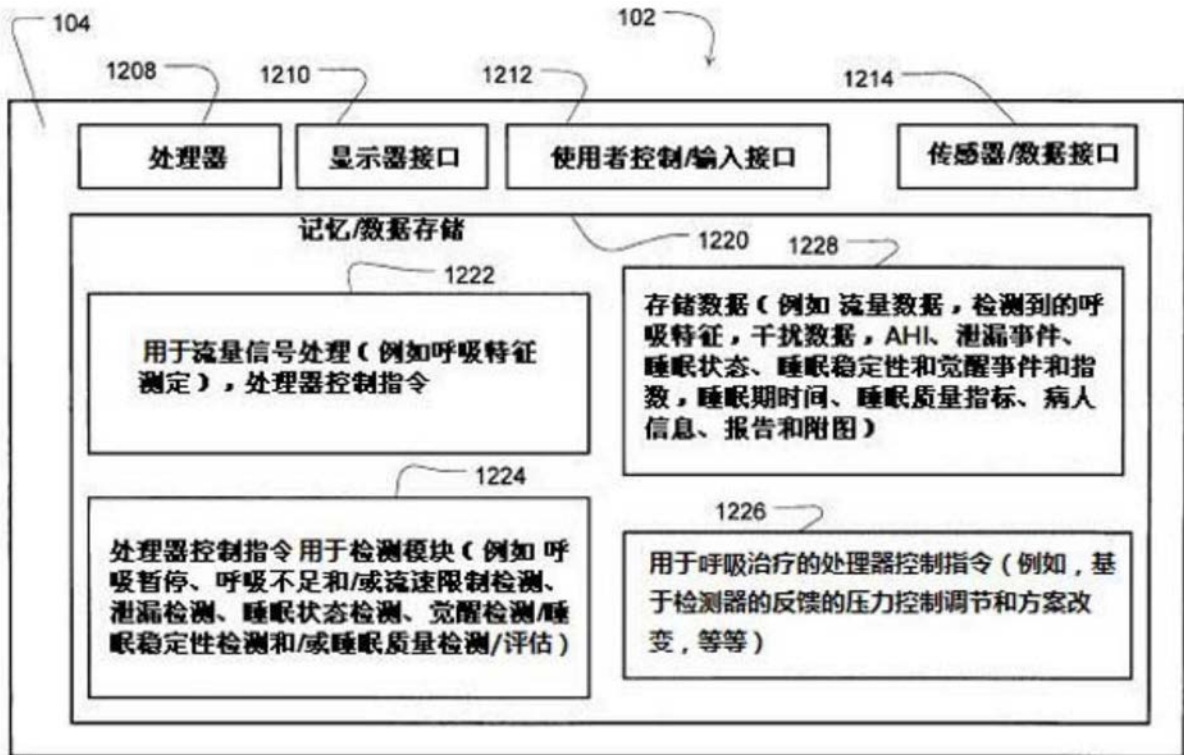 104
102
1208
1210
1212
1214
处理器
显示器接口
使用者控制/输入接口
传感器/数据接口
记忆/数据存储
1220
1228
1222
用于流量信号处理（例如呼吸特征
测定），处理器控制指令
存储数据（例如 流量数据，检测到的呼
吸特征，干扰数据，AHI、泄漏事件、
睡眠状态、睡眠稳定性和觉醒事件和指
数，睡眠期时间、睡眠质量指标、病人
信息、报告和附图）
1224
处理器控制指令 用于检测模块（例如 呼
吸暂停、呼吸不足和/或流速限制检测、
泄漏检测、睡眠状态检测、觉醒检测/睡
眠稳定性检测和/或睡眠质量检测/评估）
1226
用于呼吸治疗的处理器控制指令（例如，基
于检测器的反馈的压力控制调节和方案改
变，等等）